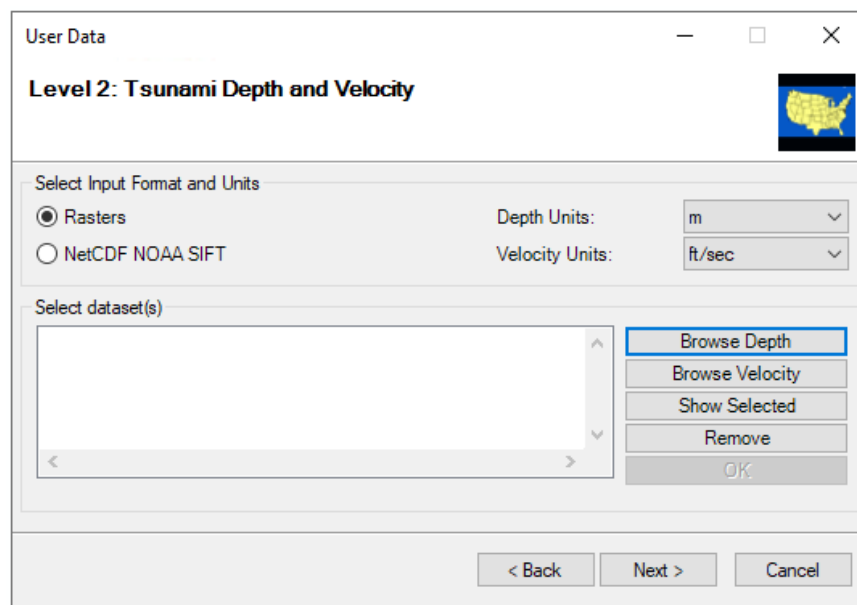 User Data
Level 2: Tsunami Depth and Velocity
Select Input Format and Units
Rasters
Depth Units:
m
NetCDF NOAA SIFT
Velocity Units:
ft/sec
Select dataset(s)
Browse Depth
Browse Velocity
Show Selected
Remove
OK
< Back
Next >
Cancel